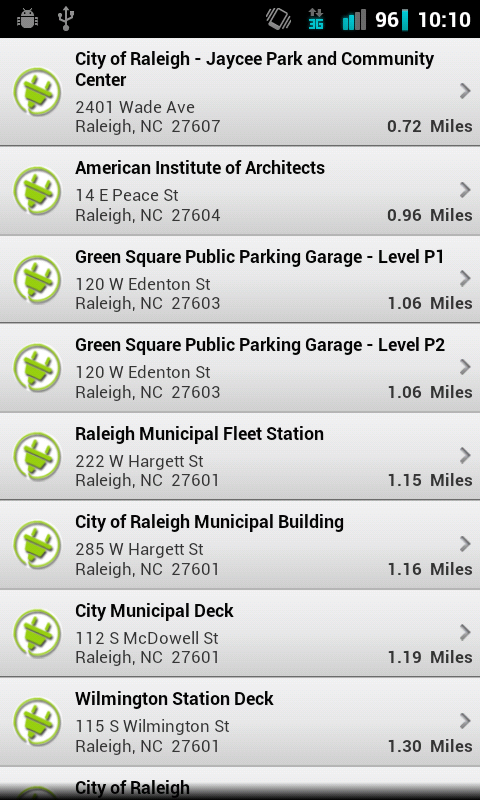 3G 96 10:10
City of Raleigh - Jaycee Park and Community
Center
2401 Wade Ave
Raleigh, NC 27607 0.72 Miles
American Institute of Architects
14 E Peace St
Raleigh, NC 27604 0.96 Miles
Green Square Public Parking Garage - Level P1
120 W Edenton St
Raleigh, NC 27603 1.06 Miles
Green Square Public Parking Garage - Level P2
120 W Edenton St
Raleigh, NC 27603 1.06 Miles
Raleigh Municipal Fleet Station
222 W Hargett St
Raleigh, NC 27601 1.15 Miles
City of Raleigh Municipal Building
285 W Hargett St
Raleigh, NC 27601 1.16 Miles
City Municipal Deck
112 S McDowell St
Raleigh, NC 27601 1.19 Miles
Wilmington Station Deck
115 S Wilmington St
Raleigh, NC 27601 1.30 Miles
City of Raleigh